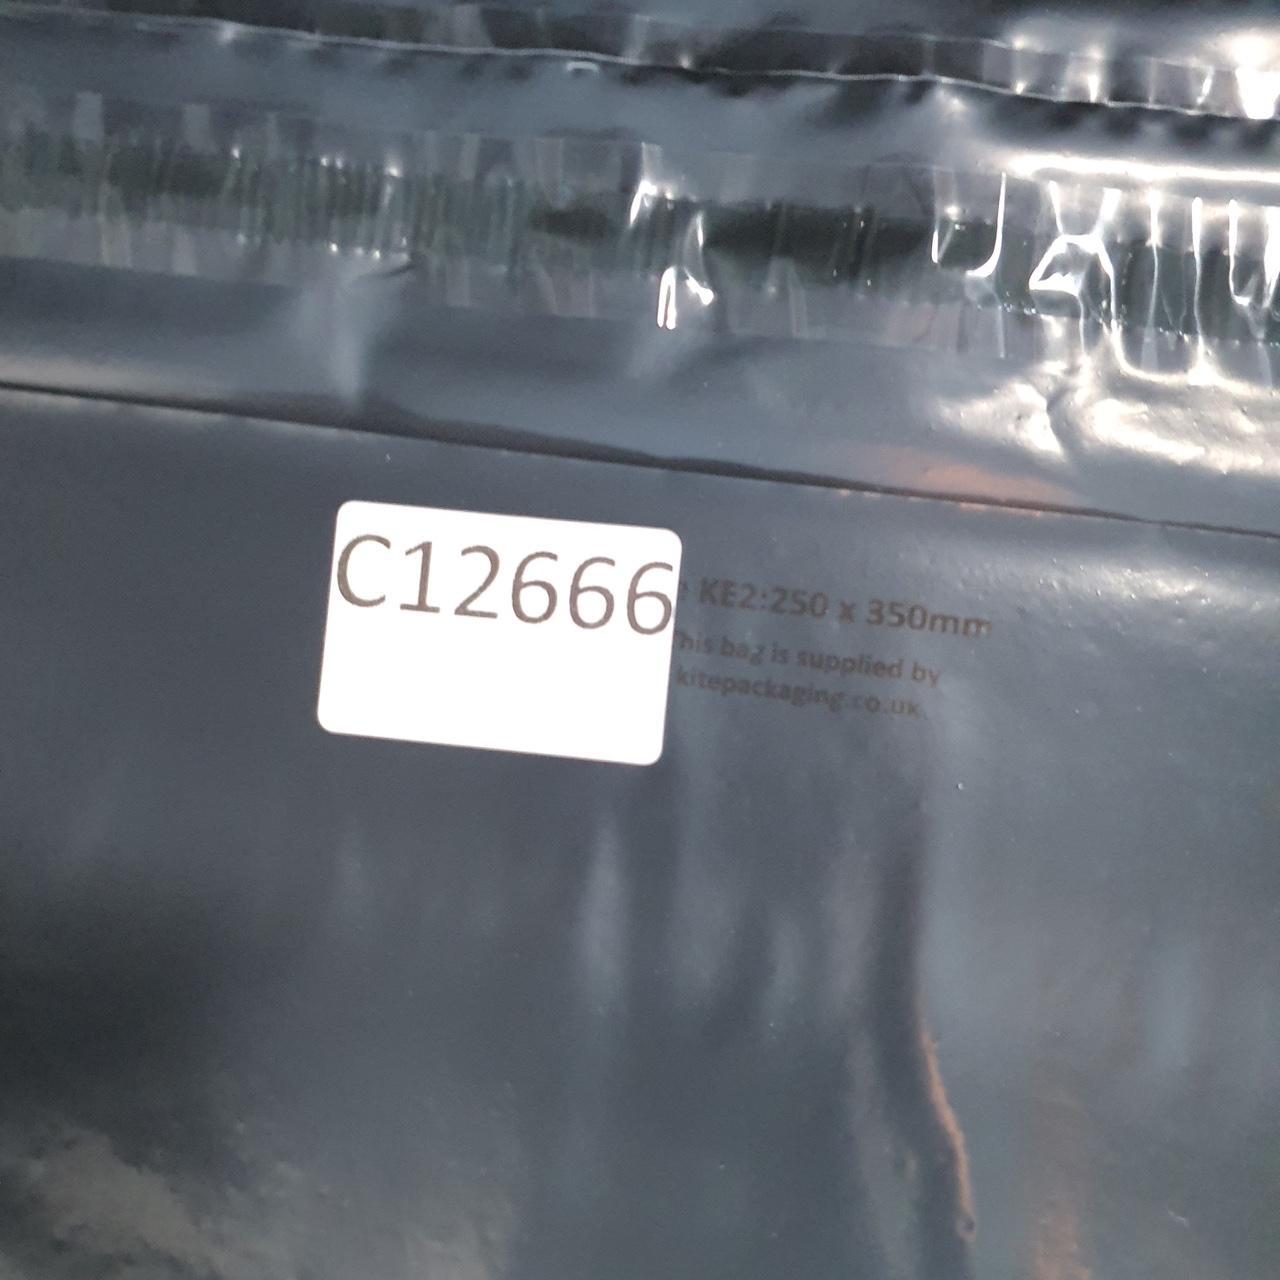 C12666
KE2:250 x 350mm
his bag is supplied by
kitepackaging.co.uk